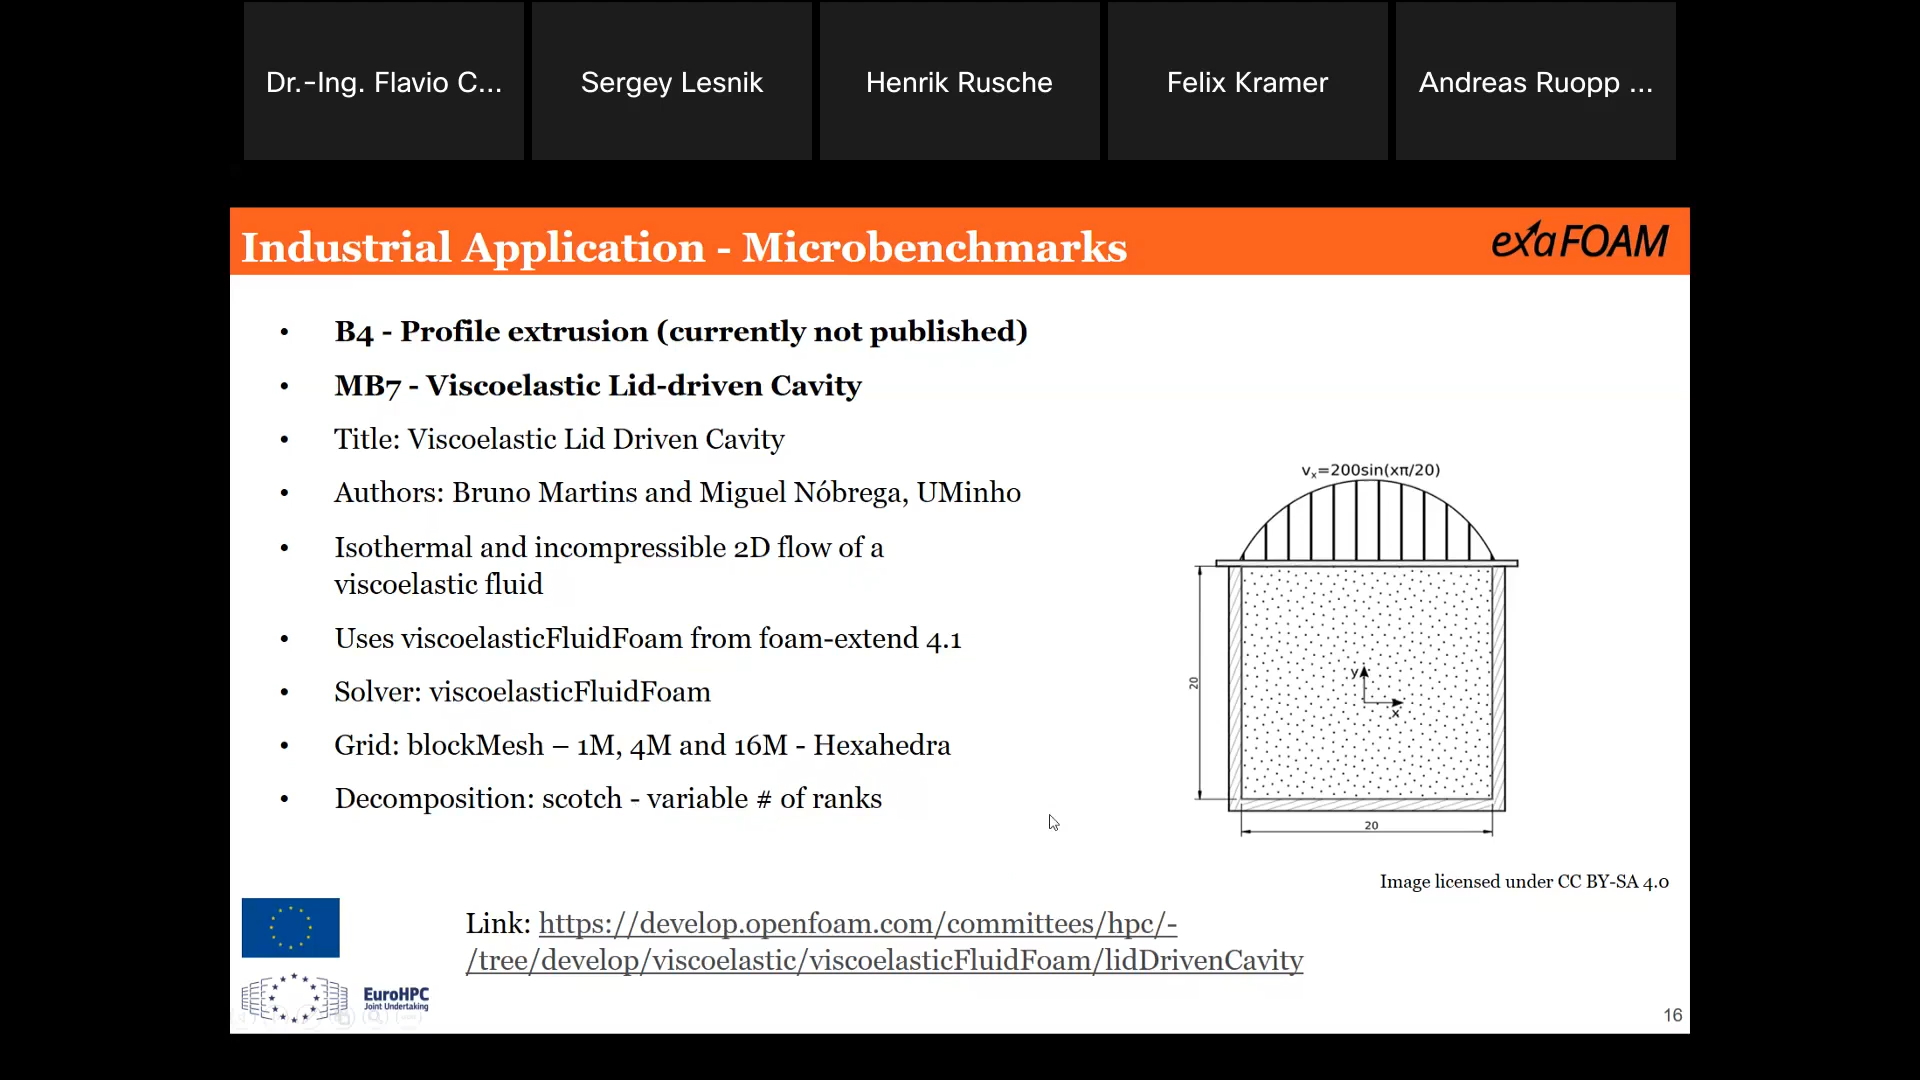 Dr.-Ing. Flavio C...
Sergey Lesnik
Henrik Rusche
Felix Kramer
Andreas Ruopp ...
Industrial Application - Microbenchmarks
exaFOAM
• B4 - Profile extrusion (currently not published)
• MB7 - Viscoelastic Lid-driven Cavity
• Title: Viscoelastic Lid Driven Cavity
• Authors: Bruno Martins and Miguel Nóbrega, UMinho
• Isothermal and incompressible 2D flow of a
viscoelastic fluid
• Uses viscoelasticFluidFoam from foam-extend 4.1
• Solver: viscoelasticFluidFoam
• Grid: blockMesh – 1M, 4M and 16M - Hexahedra
• Decomposition: scotch - variable # of ranks
vₓ=200sin(xπ/20)
20
y
x
20
Image licensed under CC BY-SA 4.0
Link: https://develop.openfoam.com/committees/hpc/-
/tree/develop/viscoelastic/viscoelasticFluidFoam/lidDrivenCavity
EuroHPC
Joint Undertaking
16